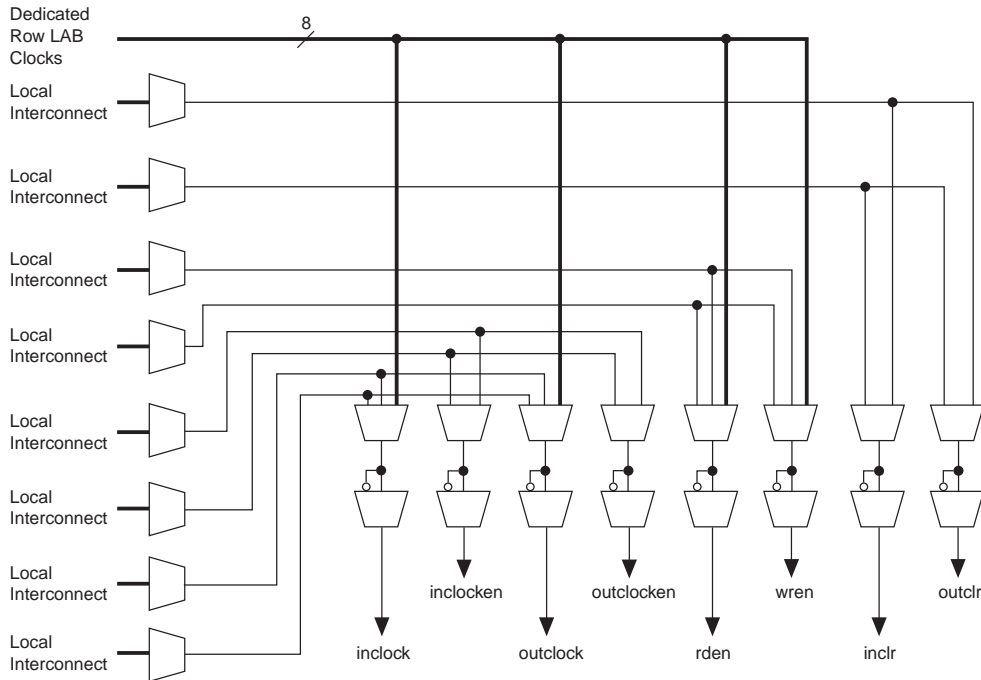 Dedicated
Row LAB
Clocks
8
Local
Interconnect
Local
Interconnect
Local
Interconnect
Local
Interconnect
Local
Interconnect
Local
Interconnect
Local
Interconnect
Local
Interconnect
inclocken
outclocken
wren
outclr
inclock
outclock
rden
inclr